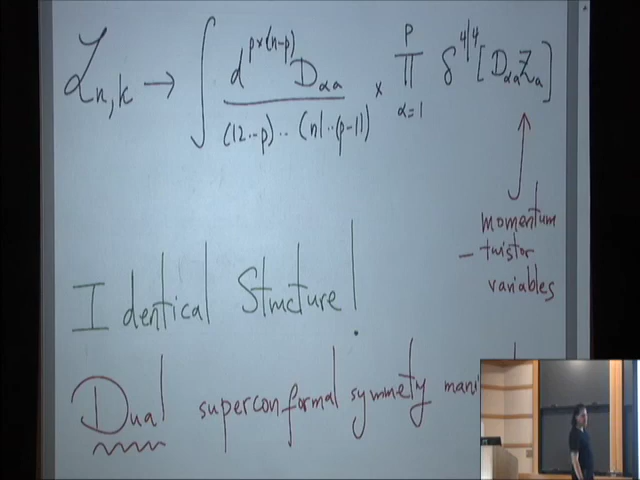 ℒ_{n,k} → ∫ d^{p×(n-p)} D_{αa} / (12...p)...(n1...(p-1)) × ∏_{α=1}^{p} δ^{4|4} [D_{αa} Z_a]
momentum
- twistor
variables
Identical Structure!
Dual superconformal symmetry